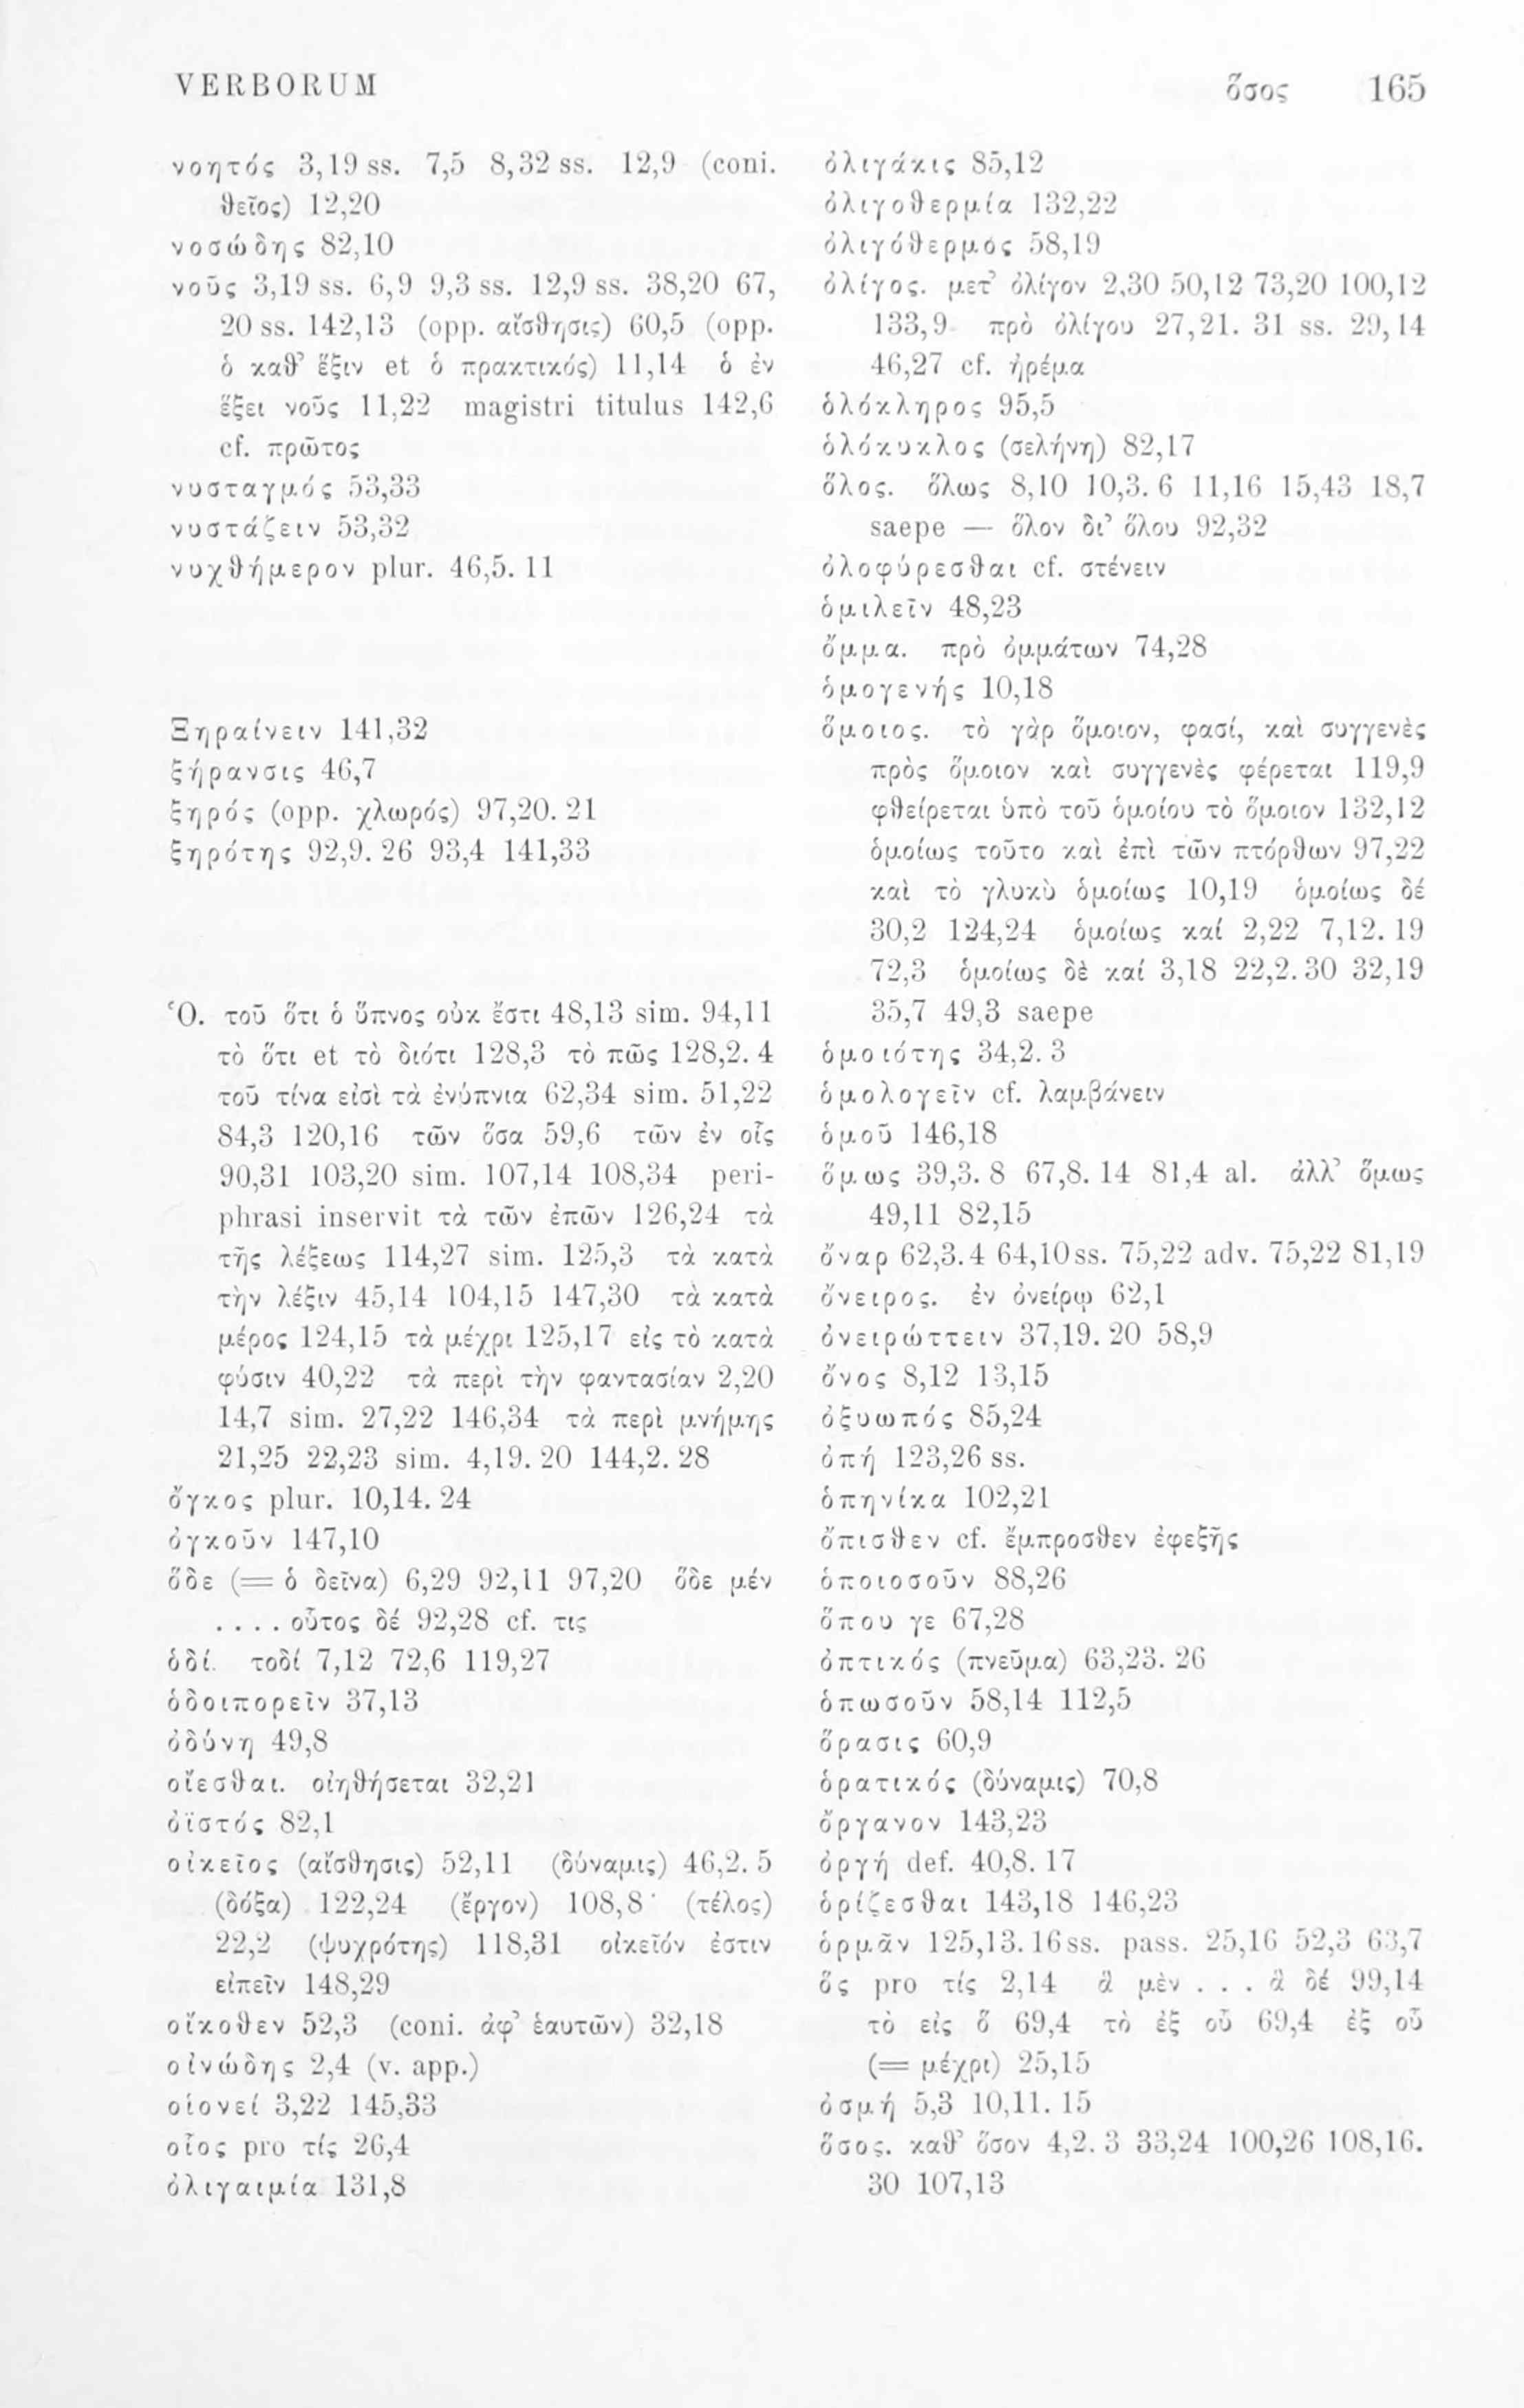 VERBORUM ὅσος 165
νοητός 3,19 ss. 7,5 8,32 ss. 12,9 (coni.
θεῖος) 12,20
νοσώδης 82,10
νοῦς 3,19 ss. 6,9 9,3 ss. 12,9 ss. 38,20 67,
20 ss. 142,13 (opp. αἴσθησις) 60,5 (opp.
ὁ καθ’ ἕξιν et ὁ πρακτικός) 11,14 ὁ ἐν
ἕξει νοῦς 11,22 magistri titulus 142,6
cf. πρῶτος
νυσταγμός 53,33
νυστάζειν 53,32
νυχθήμερον plur. 46,5. 11
Ξηραίνειν 141,32
ξήρανσις 46,7
ξηρός (opp. χλωρός) 97,20. 21
ξηρότης 92,9. 26 93,4 141,33
Ὁ. τοῦ ὅτι ὁ ὕπνος οὐκ ἔστι 48,13 sim. 94,11
τὸ ὅτι et τὸ διότι 128,3 τὸ πῶς 128,2. 4
τοῦ τίνα εἰσὶ τὰ ἐνύπνια 62,34 sim. 51,22
84,3 120,16 τῶν ὅσα 59,6 τῶν ἐν οἷς
90,31 103,20 sim. 107,14 108,34 peri-
phrasi inservit τὰ τῶν ἐπῶν 126,24 τὰ
τῆς λέξεως 114,27 sim. 125,3 τὰ κατὰ
τὴν λέξιν 45,14 104,15 147,30 τὰ κατὰ
μέρος 124,15 τὰ μέχρι 125,17 εἰς τὸ κατὰ
φύσιν 40,22 τὰ περὶ τὴν φαντασίαν 2,20
14,7 sim. 27,22 146,34 τὰ περὶ μνήμης
21,25 22,23 sim. 4,19. 20 144,2. 28
ὄγκος plur. 10,14. 24
ὀγκοῦν 147,10
ὅδε (= ὁ δεῖνα) 6,29 92,11 97,20 ὅδε μέν
. . . . οὗτος δέ 92,28 cf. τις
ὁδί. τοδί 7,12 72,6 119,27
ὁδοιπορεῖν 37,13
ὀδύνη 49,8
οἴεσθαι. οἰηθήσεται 32,21
ὀϊστός 82,1
οἰκεῖος (αἴσθησις) 52,11 (δύναμις) 46,2. 5
(δόξα) 122,24 (ἔργον) 108,8 (τέλος)
22,2 (ψυχρότης) 118,31 οἰκεῖόν ἐστιν
εἰπεῖν 148,29
οἴκοθεν 52,3 (coni. ἀφ’ ἑαυτῶν) 32,18
οἰνώδης 2,4 (v. app.)
οἱονεί 3,22 145,33
οἷος pro τίς 26,4
ὀλιγαιμία 131,8
ὀλιγάκις 85,12
ὀλιγοθερμία 132,22
ὀλιγόθερμος 58,19
ὀλίγος. μετ’ ὀλίγον 2,30 50,12 73,20 100,12
133,9 πρὸ ὀλίγου 27,21. 31 ss. 29,14
46,27 cf. ἠρέμα
ὁλόκληρος 95,5
ὁλόκυκλος (σελήνη) 82,17
ὅλος. ὅλως 8,10 10,3. 6 11,16 15,43 18,7
saepe — ὅλον δι’ ὅλου 92,32
ὀλοφύρεσθαι cf. στένειν
ὁμιλεῖν 48,23
ὄμμα. πρὸ ὀμμάτων 74,28
ὁμογενής 10,18
ὅμοιος. τὸ γὰρ ὅμοιον, φασί, καὶ συγγενὲς
πρὸς ὅμοιον καὶ συγγενὲς φέρεται 119,9
φθείρεται ὑπὸ τοῦ ὁμοίου τὸ ὅμοιον 132,12
ὁμοίως τοῦτο καὶ ἐπὶ τῶν πτόρθων 97,22
καὶ τὸ γλυκὺ ὁμοίως 10,19 ὁμοίως δέ
30,2 124,24 ὁμοίως καί 2,22 7,12. 19
72,3 ὁμοίως δὲ καί 3,18 22,2. 30 32,19
35,7 49,3 saepe
ὁμοιότης 34,2. 3
ὁμολογεῖν cf. λαμβάνειν
ὁμοῦ 146,18
ὅμως 39,3. 8 67,8. 14 81,4 al. ἀλλ’ ὅμως
49,11 82,15
ὄναρ 62,3. 4 64,10 ss. 75,22 adv. 75,22 81,19
ὄνειρος. ἐν ὀνείρῳ 62,1
ὀνειρώττειν 37,19. 20 58,9
ὄνος 8,12 13,15
ὀξυωπός 85,24
ὀπή 123,26 ss.
ὁπηνίκα 102,21
ὄπισθεν cf. ἔμπροσθεν ἐφεξῆς
ὁποιοσοῦν 88,26
ὅπου γε 67,28
ὀπτικός (πνεῦμα) 63,23. 26
ὁπωσοῦν 58,14 112,5
ὅρασις 60,9
ὁρατικός (δύναμις) 70,8
ὄργανον 143,23
ὀργή def. 40,8. 17
ὁρίζεσθαι 143,18 146,23
ὁρμᾶν 125,13. 16 ss. pass. 25,16 52,3 63,7
ὅς pro τίς 2,14 ἃ μὲν . . . ἃ δέ 99,14
τὸ εἰς ὅ 69,4 τὸ ἐξ οὗ 69,4 ἐξ οὗ
(= μέχρι) 25,15
ὀσμή 5,3 10,11. 15
ὅσος. καθ’ ὅσον 4,2. 3 33,24 100,26 108,16.
30 107,13